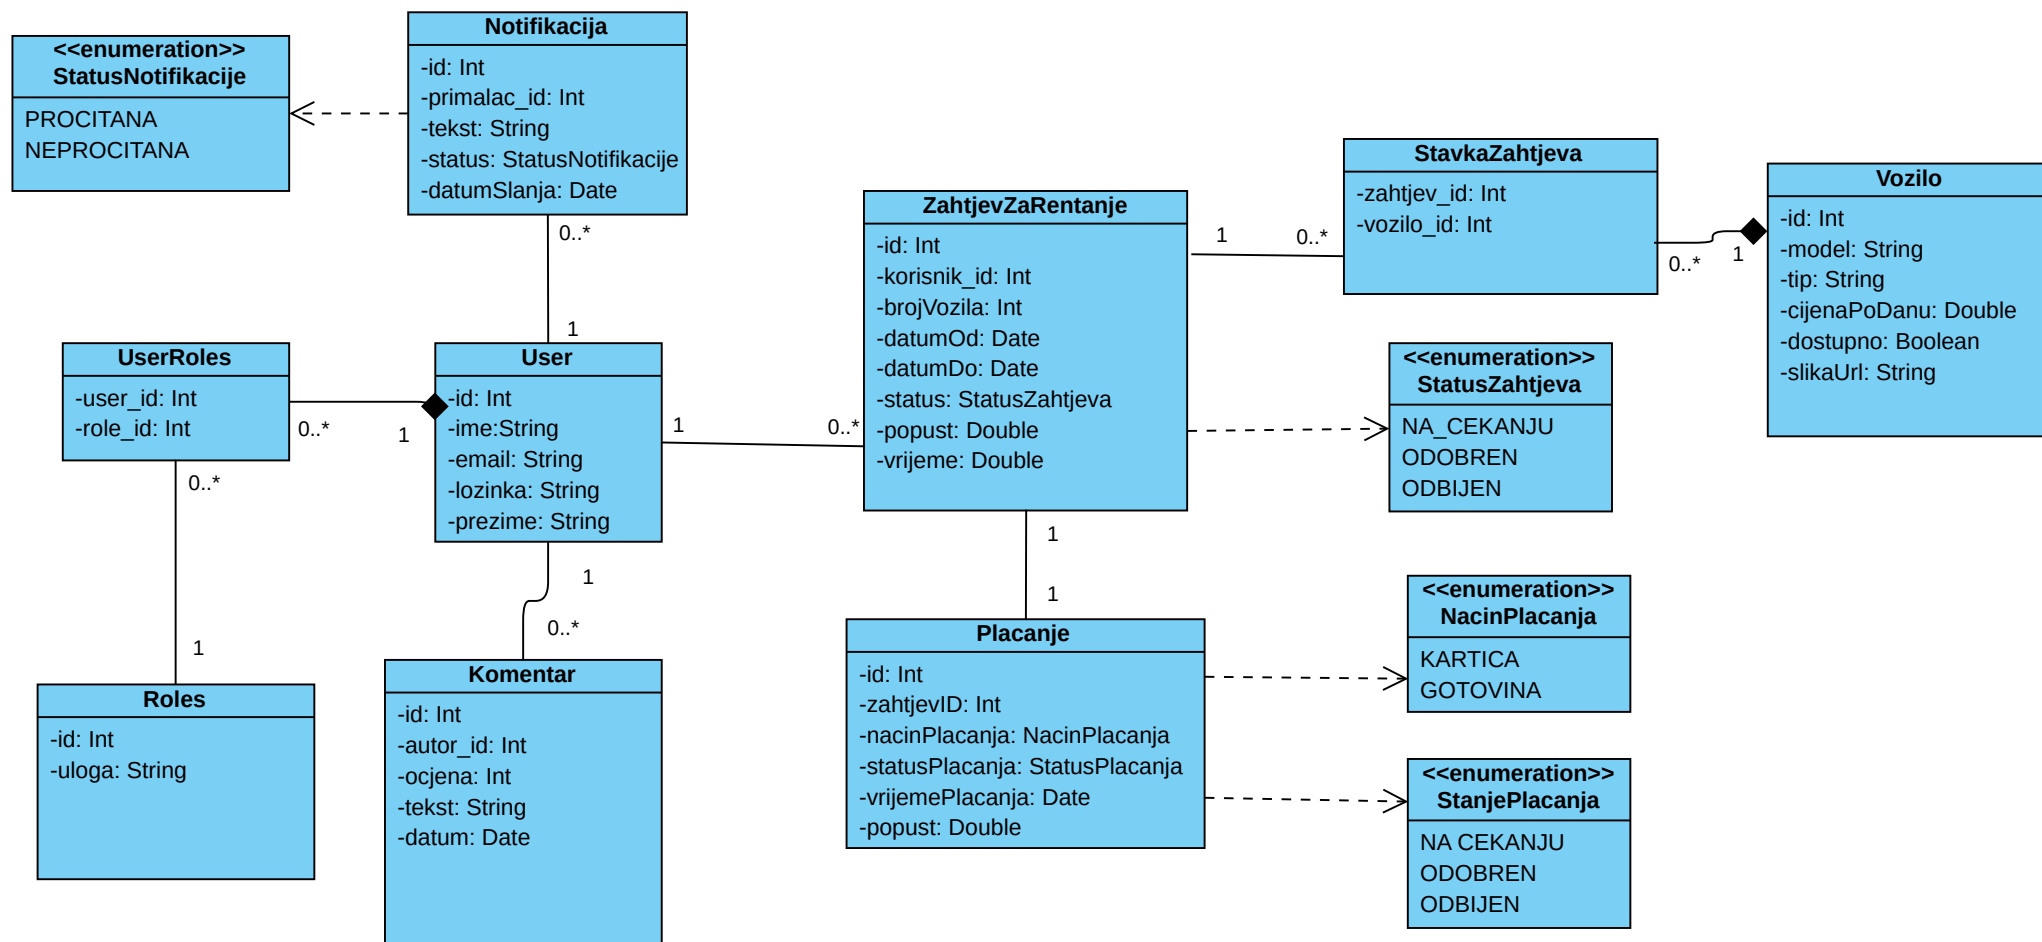 <<enumeration>>
StatusNotifikacije
PROCITANA
NEPROCITANA
Notifikacija
-id: Int
-primalac_id: Int
-tekst: String
-status: StatusNotifikacije
-datumSlanja: Date
0..*
1
UserRoles
-user_id: Int
-role_id: Int
0..*
1
0..*
1
User
-id: Int
-ime:String
-email: String
-lozinka: String
-prezime: String
1
0..*
1
0..*
Roles
-id: Int
-uloga: String
Komentar
-id: Int
-autor_id: Int
-ocjena: Int
-tekst: String
-datum: Date
ZahtjevZaRentanje
-id: Int
-korisnik_id: Int
-brojVozila: Int
-datumOd: Date
-datumDo: Date
-status: StatusZahtjeva
-popust: Double
-vrijeme: Double
1
0..*
1
1
StavkaZahtjeva
-zahtjev_id: Int
-vozilo_id: Int
0..*
1
Vozilo
-id: Int
-model: String
-tip: String
-cijenaPoDanu: Double
-dostupno: Boolean
-slikaUrl: String
<<enumeration>>
StatusZahtjeva
NA_CEKANJU
ODOBREN
ODBIJEN
Placanje
-id: Int
-zahtjevID: Int
-nacinPlacanja: NacinPlacanja
-statusPlacanja: StatusPlacanja
-vrijemePlacanja: Date
-popust: Double
<<enumeration>>
NacinPlacanja
KARTICA
GOTOVINA
<<enumeration>>
StanjePlacanja
NA CEKANJU
ODOBREN
ODBIJEN